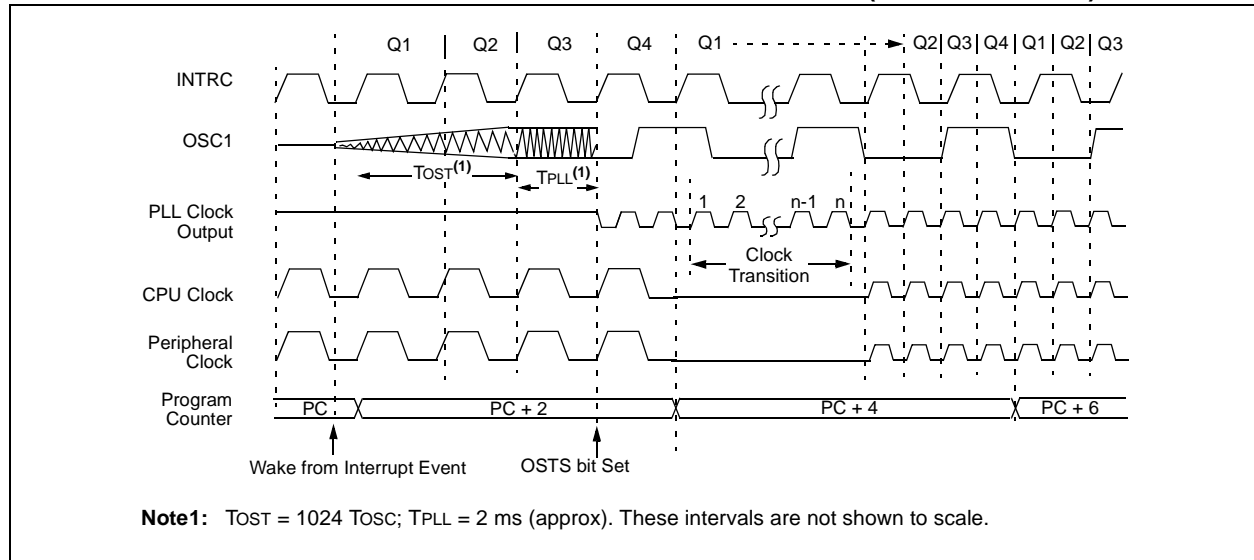 Q1 Q2 Q3 Q4 Q1 Q2 Q3 Q4 Q1 Q2 Q3
INTRC
OSC1
TOST(1) TPLL(1)
PLL Clock
Output
1 2 n-1 n
Clock
Transition
CPU Clock
Peripheral
Clock
Program
Counter
PC PC + 2 PC + 4 PC + 6
Wake from Interrupt Event OSTS bit Set
Note1: TOST = 1024 TOSC; TPLL = 2 ms (approx). These intervals are not shown to scale.